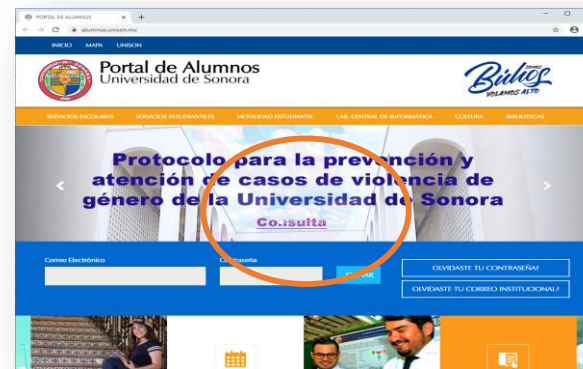 PORTAL DE ALUMNOS
alumnos.unison.mx
INICIO MAPA UNISON
Portal de Alumnos
Universidad de Sonora
SOMOS
Búhos
VOLAMOS ALTO
SERVICIOS ESCOLARES SERVICIOS ESTUDIANTILES MOVILIDAD ESTUDIANTIL LAB. CENTRAL DE INFORMÁTICA CULTURA BIBLIOTECAS
Protocolo para la prevención y
atención de casos de violencia de
género de la Universidad de Sonora
Consulta
Correo Electrónico Contraseña
OLVIDASTE TU CONTRASEÑA?
OLVIDASTE TU CORREO INSTITUCIONAL?